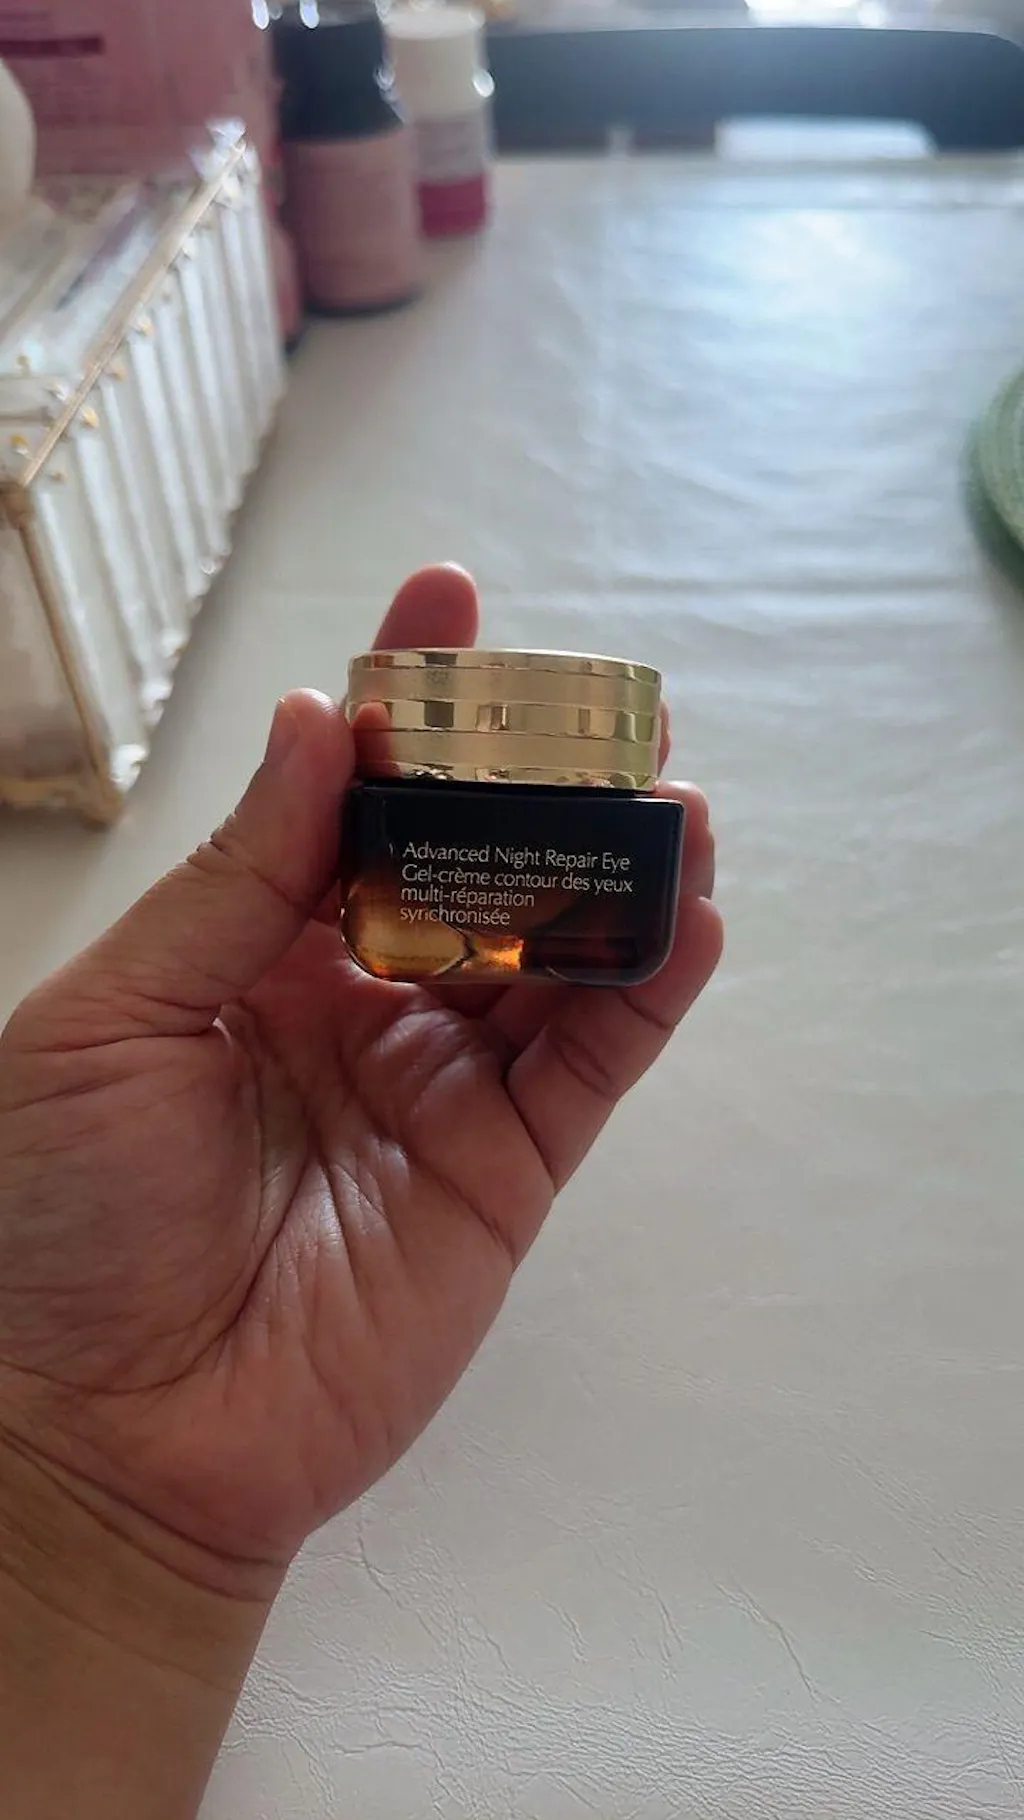 Advanced Night Repair Eye
Gel-crème contour des yeux
multi-réparation
synchronisée